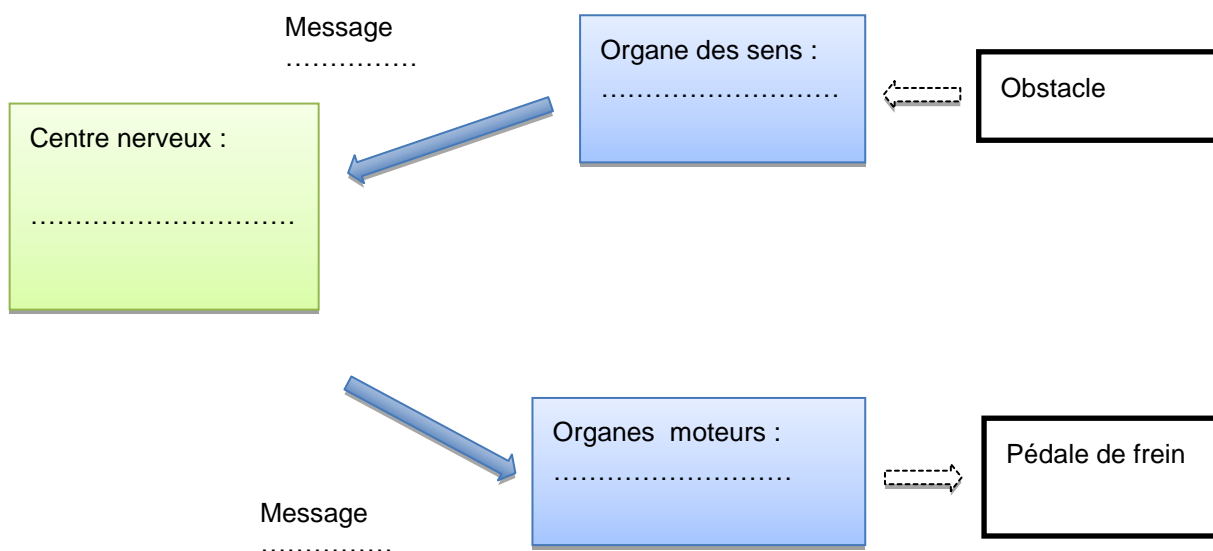 Message
……………
Organe des sens :
………………………
Obstacle
Centre nerveux :
…………………………
Organes  moteurs :
………………………
Pédale de frein
Message
……………